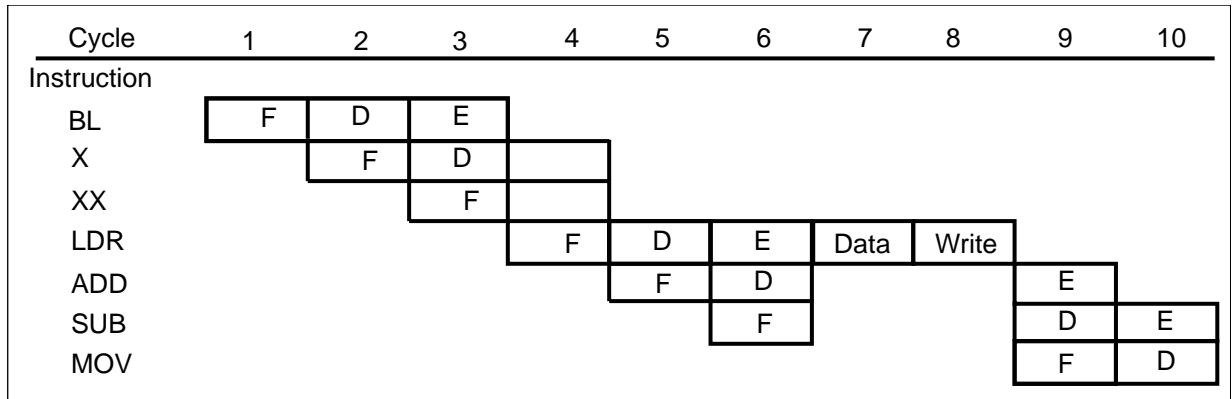 Cycle 1 2 3 4 5 6 7 8 9 10
Instruction
BL F D E
X F D
XX F
LDR F D E Data Write
ADD F D E
SUB F D E
MOV F D